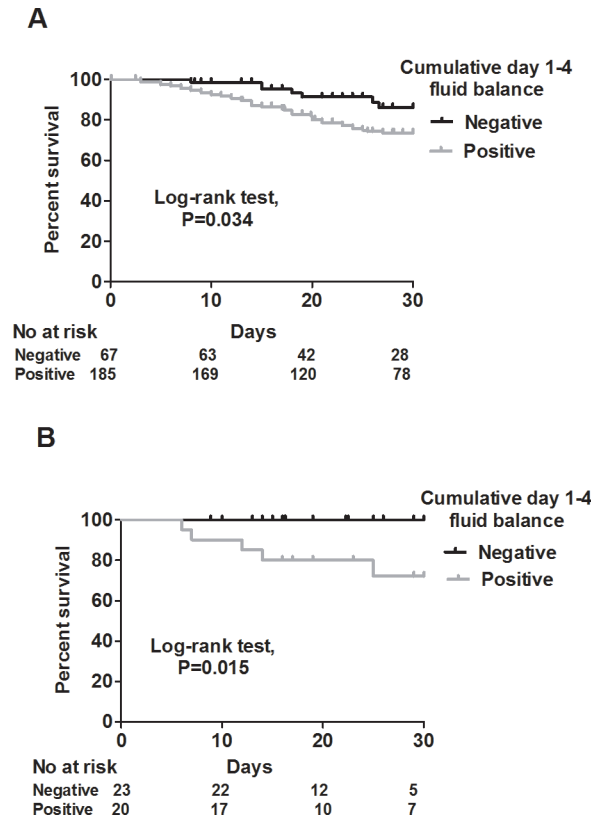 A
Cumulative day 1-4
fluid balance
Negative
Positive
Percent survival
100
80
60
40
20
0
Log-rank test,
P=0.034
0 10 20 30
No at risk Days
Negative 67 63 42 28
Positive 185 169 120 78
B
Cumulative day 1-4
fluid balance
Negative
Positive
Percent survival
100
80
60
40
20
0
Log-rank test,
P=0.015
0 10 20 30
No at risk Days
Negative 23 22 12 5
Positive 20 17 10 7